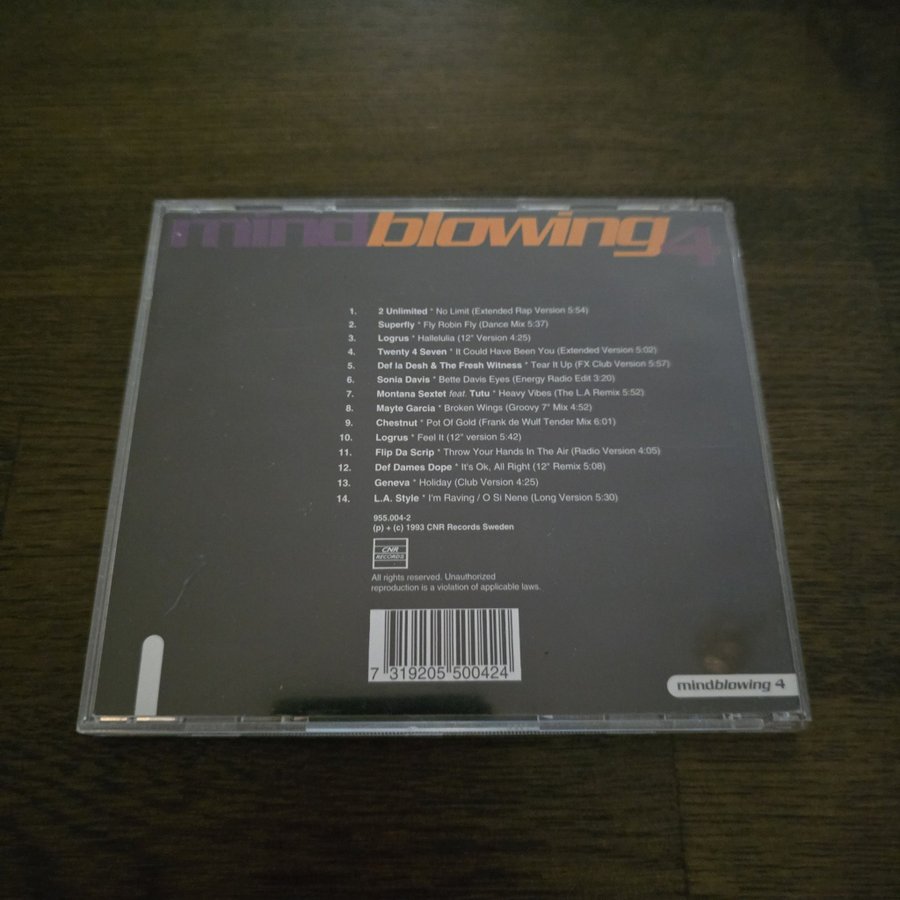 mindblowing 4
1. 2 Unlimited * No Limit (Extended Rap Version 5:54)
2. Superfly * Fly Robin Fly (Dance Mix 5:37)
3. Logrus * Hallelulia (12" Version 4:25)
4. Twenty 4 Seven * It Could Have Been You (Extended Version 5:02)
5. Def la Desh & The Fresh Witness * Tear It Up (FX Club Version 5:57)
6. Sonia Davis * Bette Davis Eyes (Energy Radio Edit 3:20)
7. Montana Sextet feat. Tutu * Heavy Vibes (The L.A Remix 5:52)
8. Mayte Garcia * Broken Wings (Groovy 7" Mix 4:52)
9. Chestnut * Pot Of Gold (Frank de Wulf Tender Mix 6:01)
10. Logrus * Feel It (12" version 5:42)
11. Flip Da Scrip * Throw Your Hands In The Air (Radio Version 4:05)
12. Def Dames Dope * It's Ok, All Right (12" Remix 5:08)
13. Geneva * Holiday (Club Version 4:25)
14. L.A. Style * I'm Raving / O Si Nene (Long Version 5:30)
955.004-2
(p) + (c) 1993 CNR Records Sweden
CNR
RECORDS
All rights reserved. Unauthorized
reproduction is a violation of applicable laws.
7 319205 500424
mindblowing 4